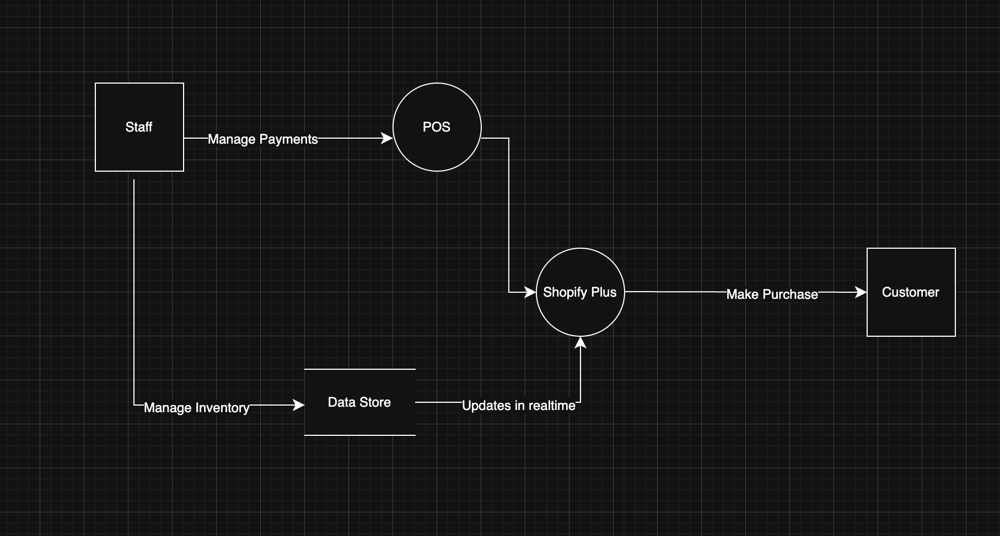 Staff
POS
Manage Payments
Shopify Plus
Make Purchase
Customer
Data Store
Manage Inventory
Updates in realtime